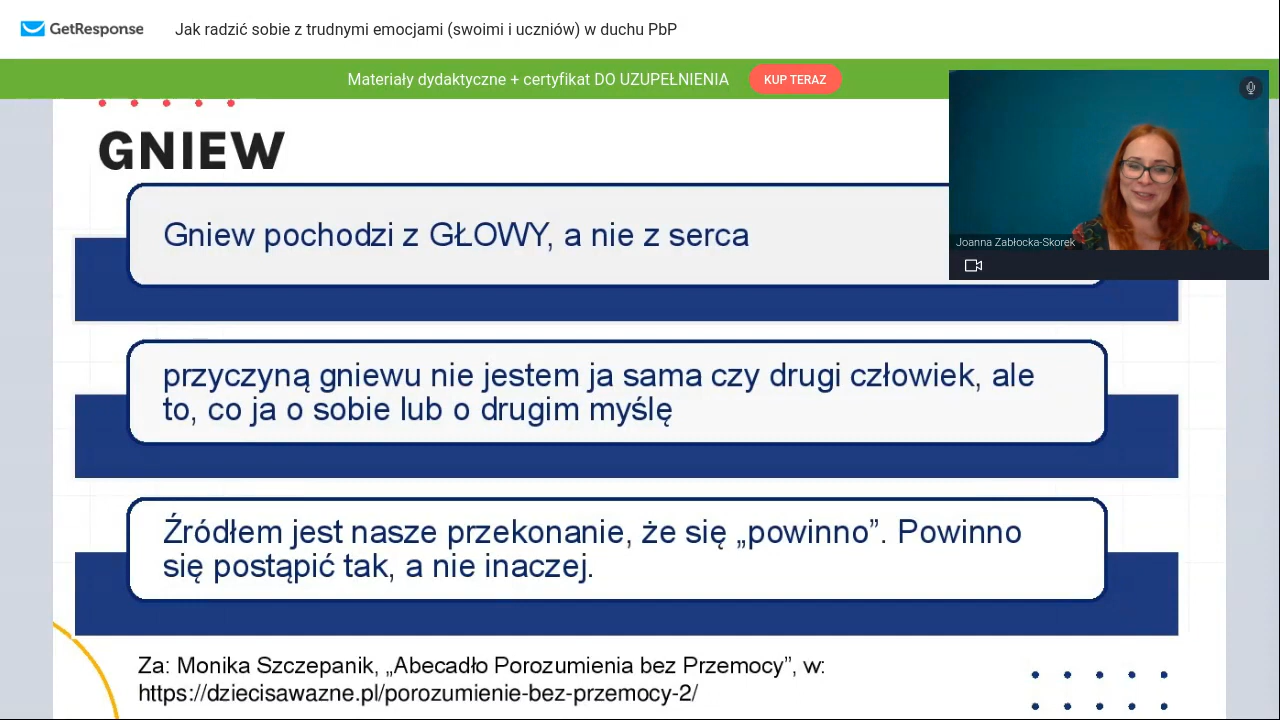 GetResponse
Jak radzić sobie z trudnymi emocjami (swoimi i uczniów) w duchu PbP
Materiały dydaktyczne + certyfikat DO UZUPEŁNIENIA
KUP TERAZ
GNIEW
Gniew pochodzi z GŁOWY, a nie z serca
Joanna Zabłocka-Skorek
przyczyną gniewu nie jestem ja sama czy drugi człowiek, ale
to, co ja o sobie lub o drugim myślę
Źródłem jest nasze przekonanie, że się „powinno”. Powinno
się postąpić tak, a nie inaczej.
Za: Monika Szczepanik, „Abecadło Porozumienia bez Przemocy”, w:
https://dziecisawazne.pl/porozumienie-bez-przemocy-2/